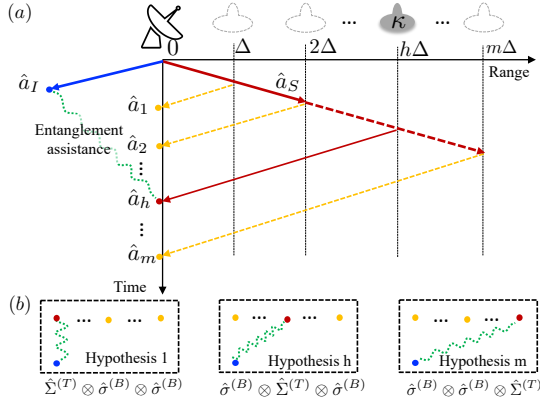 (a)
κ
0 Δ 2Δ ... hΔ ... mΔ
Range
â_I
â_S
â_1
Entanglement
assistance
â_2
...
â_h
...
â_m
Time
(b)
... ... ... ... ...
Hypothesis 1 Hypothesis h Hypothesis m
Σ̂^(T) ⊗ σ̂^(B) ⊗ σ̂^(B) σ̂^(B) ⊗ Σ̂^(T) ⊗ σ̂^(B) σ̂^(B) ⊗ σ̂^(B) ⊗ Σ̂^(T)